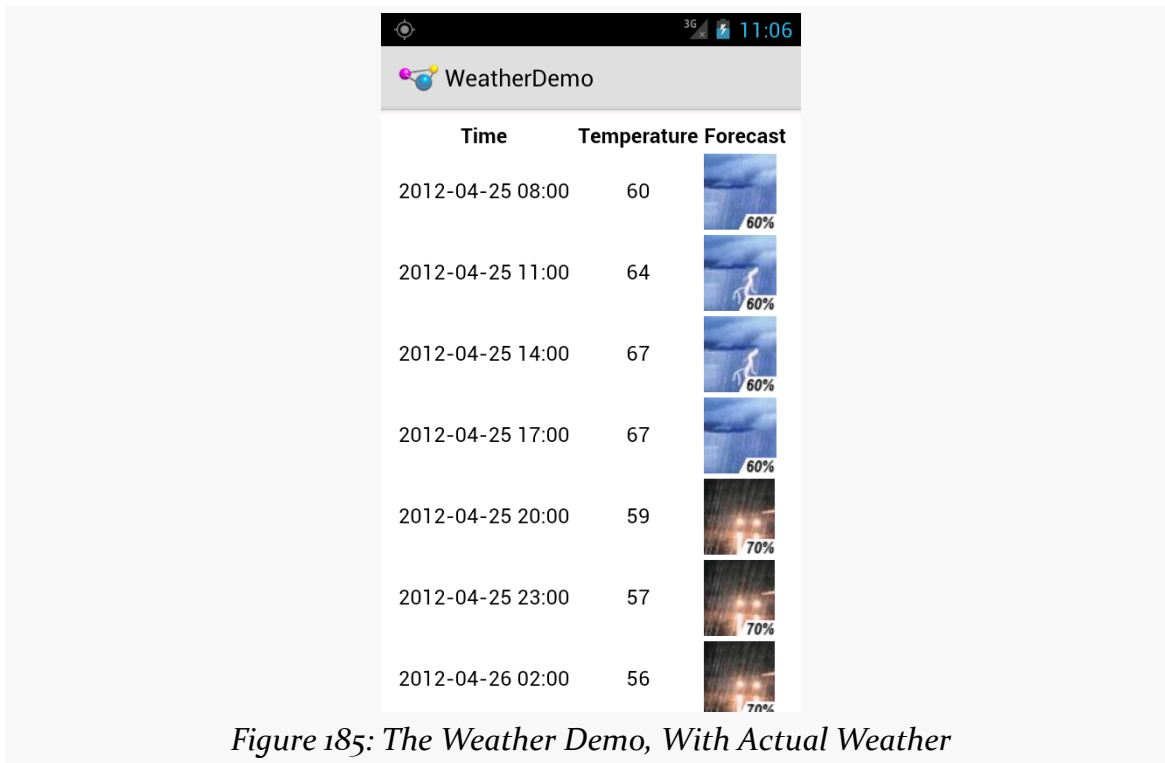 3G 11:06
WeatherDemo
Time Temperature Forecast
2012-04-25 08:00 60 60%
2012-04-25 11:00 64 60%
2012-04-25 14:00 67 60%
2012-04-25 17:00 67 60%
2012-04-25 20:00 59 70%
2012-04-25 23:00 57 70%
2012-04-26 02:00 56 70%
Figure 185: The Weather Demo, With Actual Weather